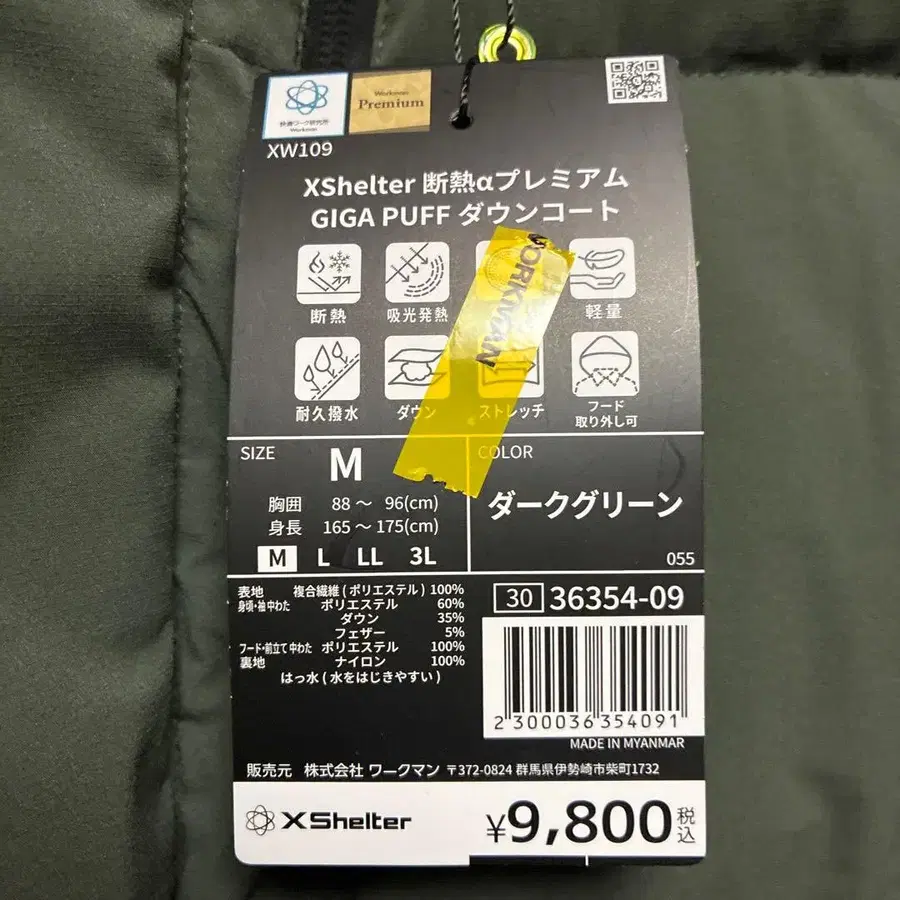 快適ワーク研究所
Workman
Workman
Premium
XW109
XShelter 断熱αプレミアム
GIGA PUFF ダウンコート
断熱
吸光発熱
軽量
WORKMAN
耐久撥水
ダウン
ストレッチ
フード
取り外し可
SIZE
M
COLOR
胸囲 88～ 96(cm)
身長 165～175(cm)
M L LL 3L
ダークグリーン
055
表地 複合繊維(ポリエステル) 100%
身頃・袖 中わた ポリエステル 60%
ダウン 35%
フェザー 5%
フード・前立て 中わた ポリエステル 100%
裏地 ナイロン 100%
はっ水(水をはじきやすい)
30 36354-09
2300036354091
MADE IN MYANMAR
販売元 株式会社 ワークマン 〒372-0824 群馬県伊勢崎市柴町1732
XShelter
¥9,800税込